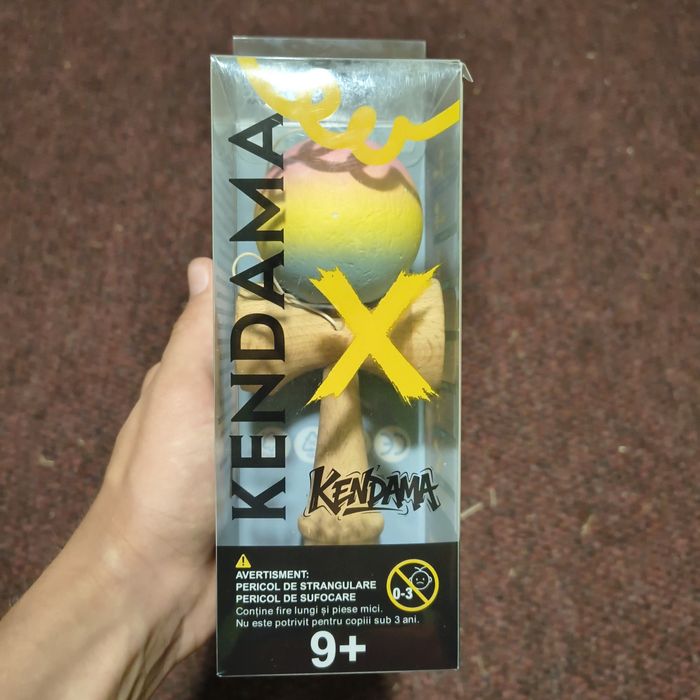 KENDAMA
X
KENDAMA
AVERTISMENT:
PERICOL DE STRANGULARE
PERICOL DE SUFOCARE
Conține fire lungi și piese mici.
Nu este potrivit pentru copiii sub 3 ani.
0-3
9+